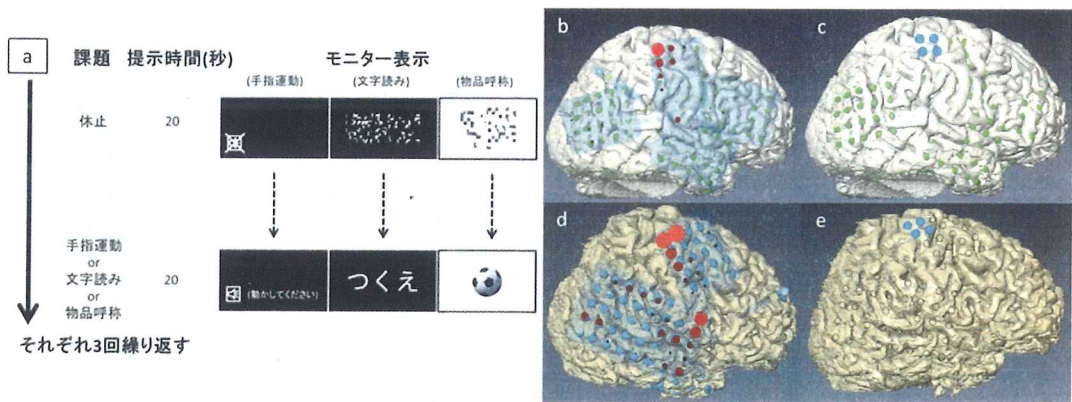 a
課題 提示時間(秒) モニター表示
(手指運動) (文字読み) (物品呼称)
休止 20
手指運動
or
文字読み 20
or
物品呼称
(動かしてください)
つくえ
それぞれ3回繰り返す
b
c
d
e